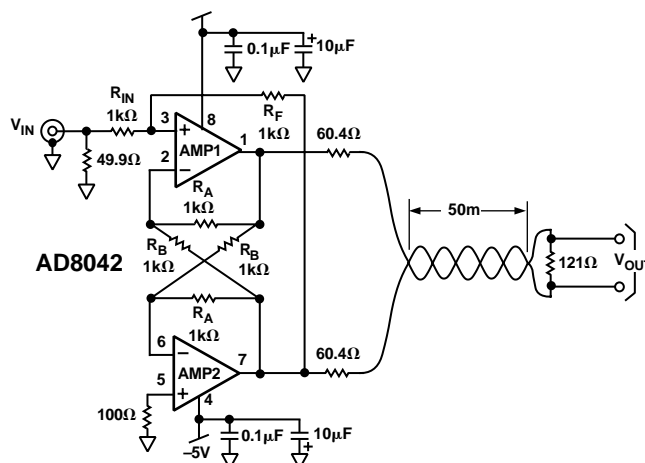 0.1μF
10μF
+
R_IN
1kΩ
R_F
1kΩ
V_IN
3
8
+
AMP1
1
2
−
49.9Ω
60.4Ω
R_A
1kΩ
50m
R_B
1kΩ
R_B
1kΩ
AD8042
121Ω
V_OUT
R_A
1kΩ
6
−
7
AMP2
60.4Ω
5
+
4
100Ω
0.1μF
10μF
+
–5V